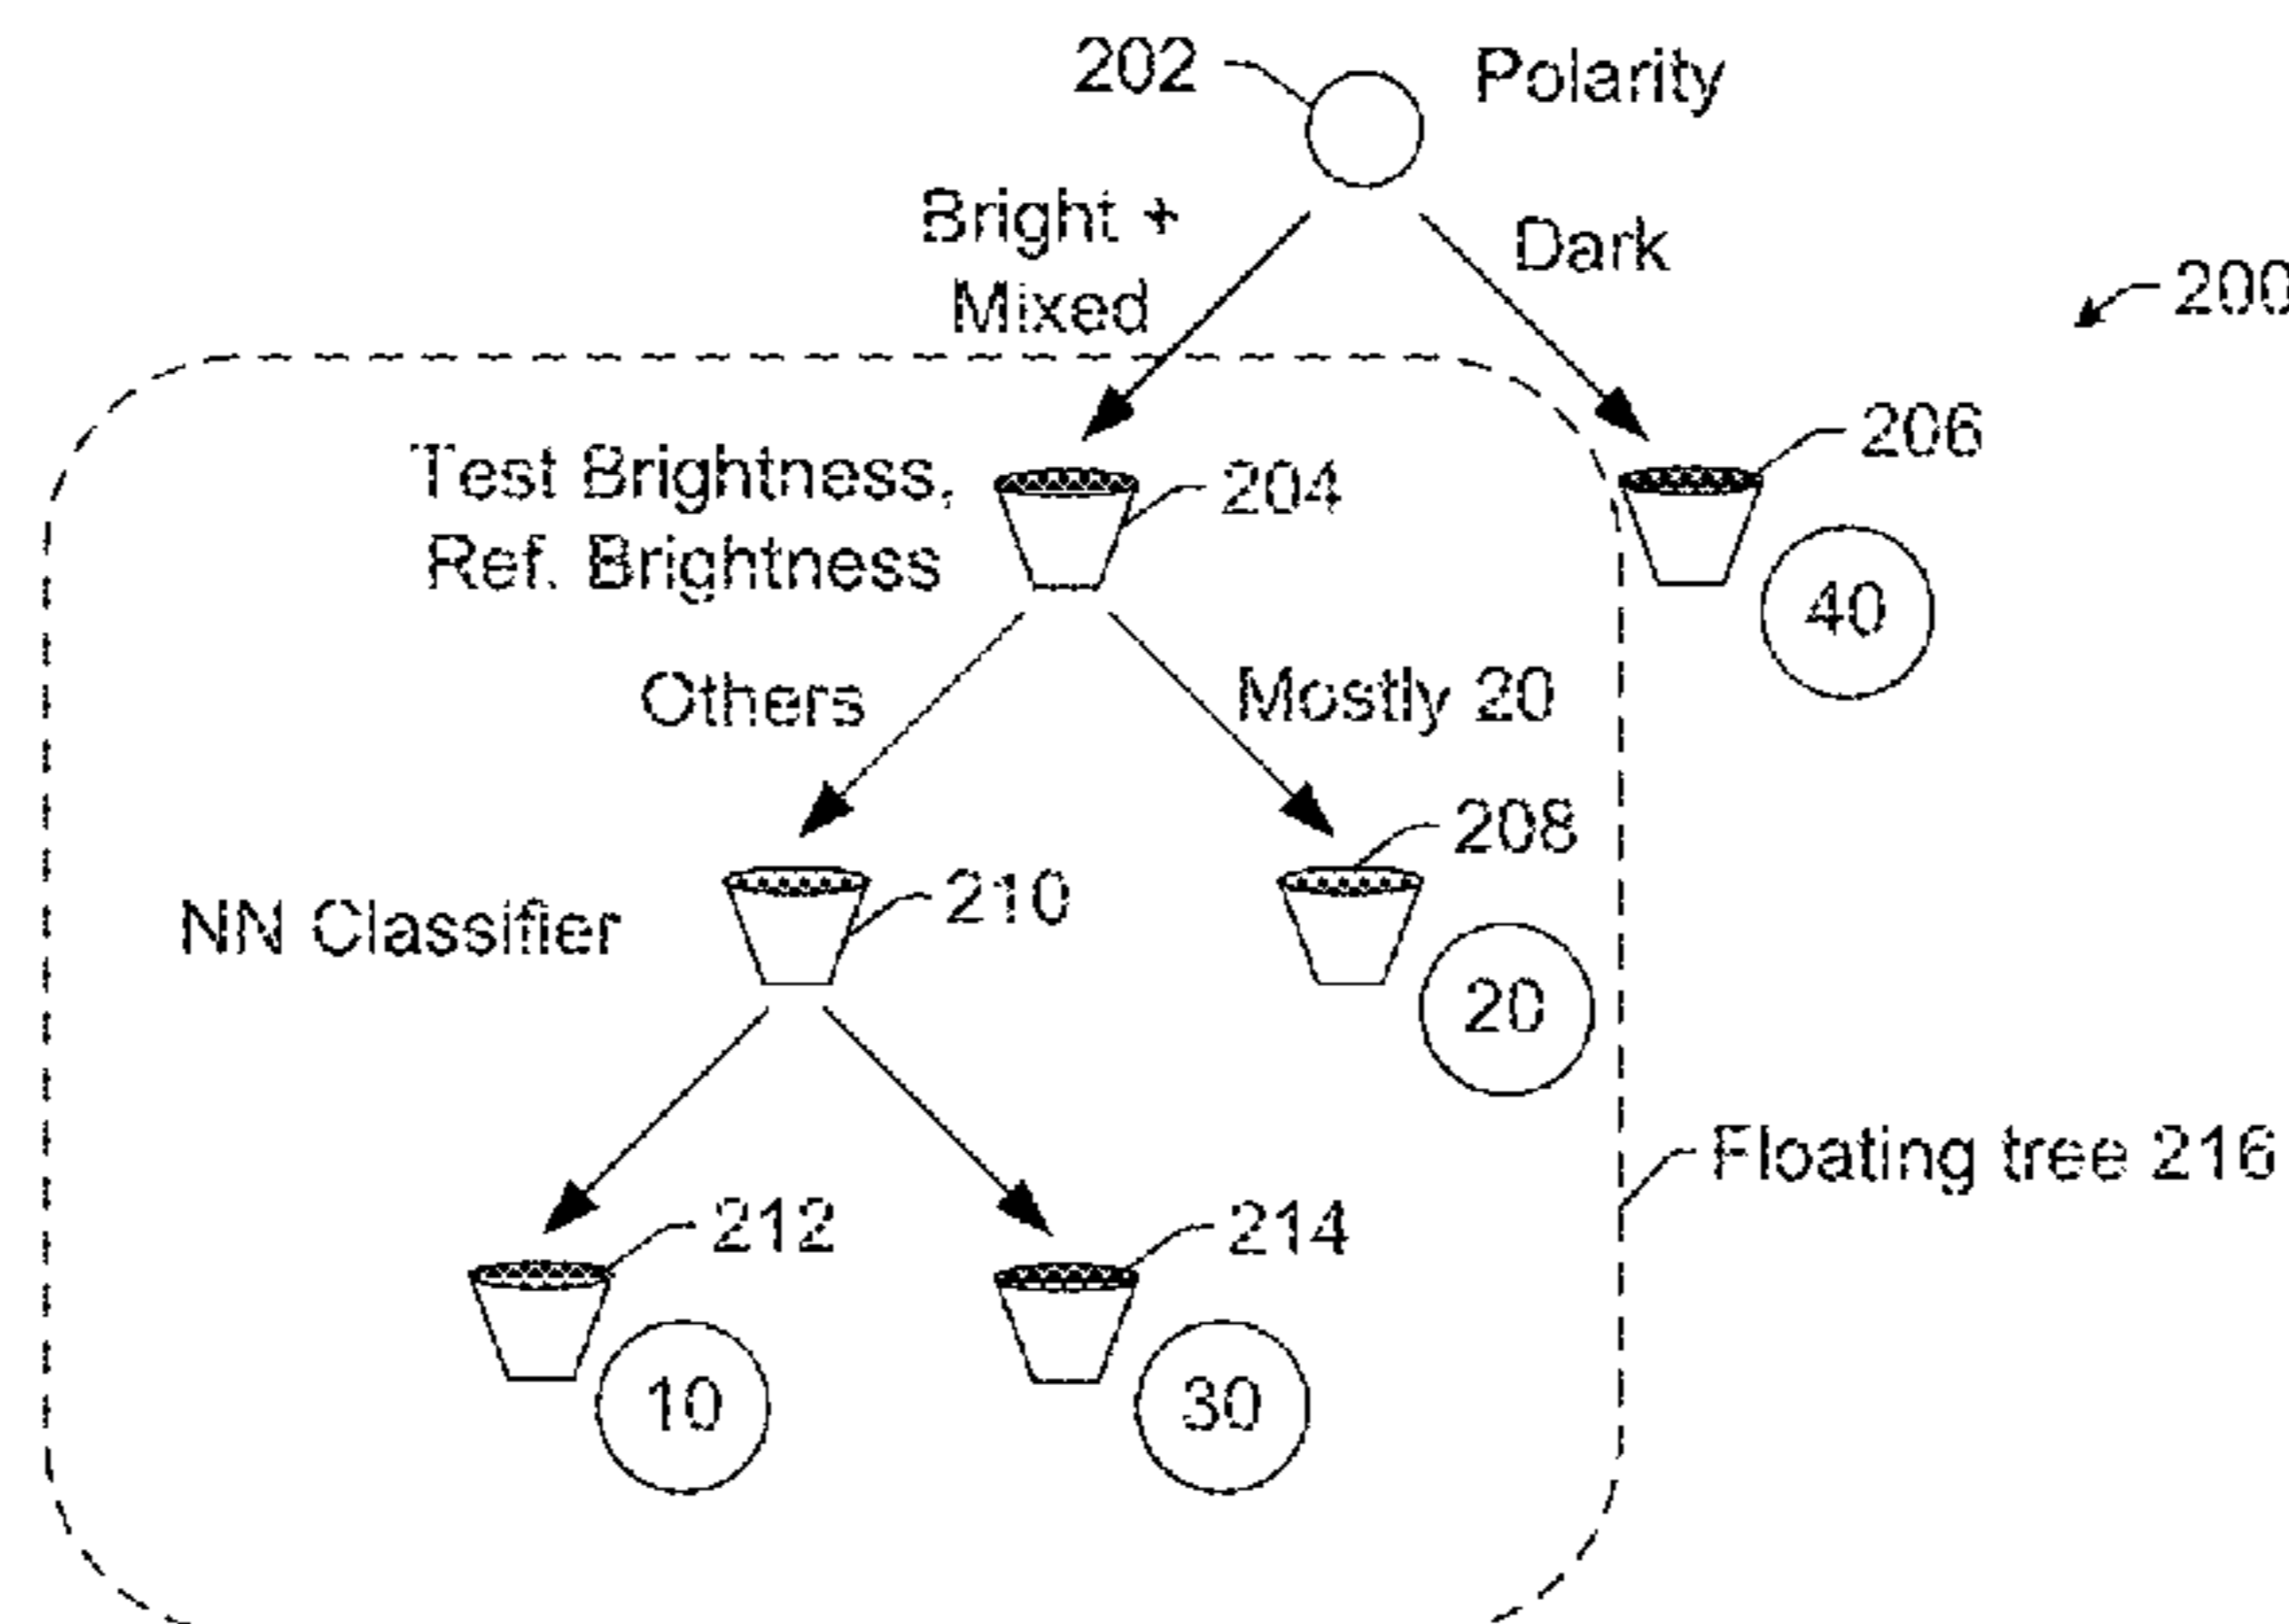 202
Polarity
Bright +
Mixed
Dark
200
206
Test Brightness,
Ref. Brightness
204
40
Others
Mostly 20
208
NN Classifier
210
20
Floating tree 216
212
214
10
30